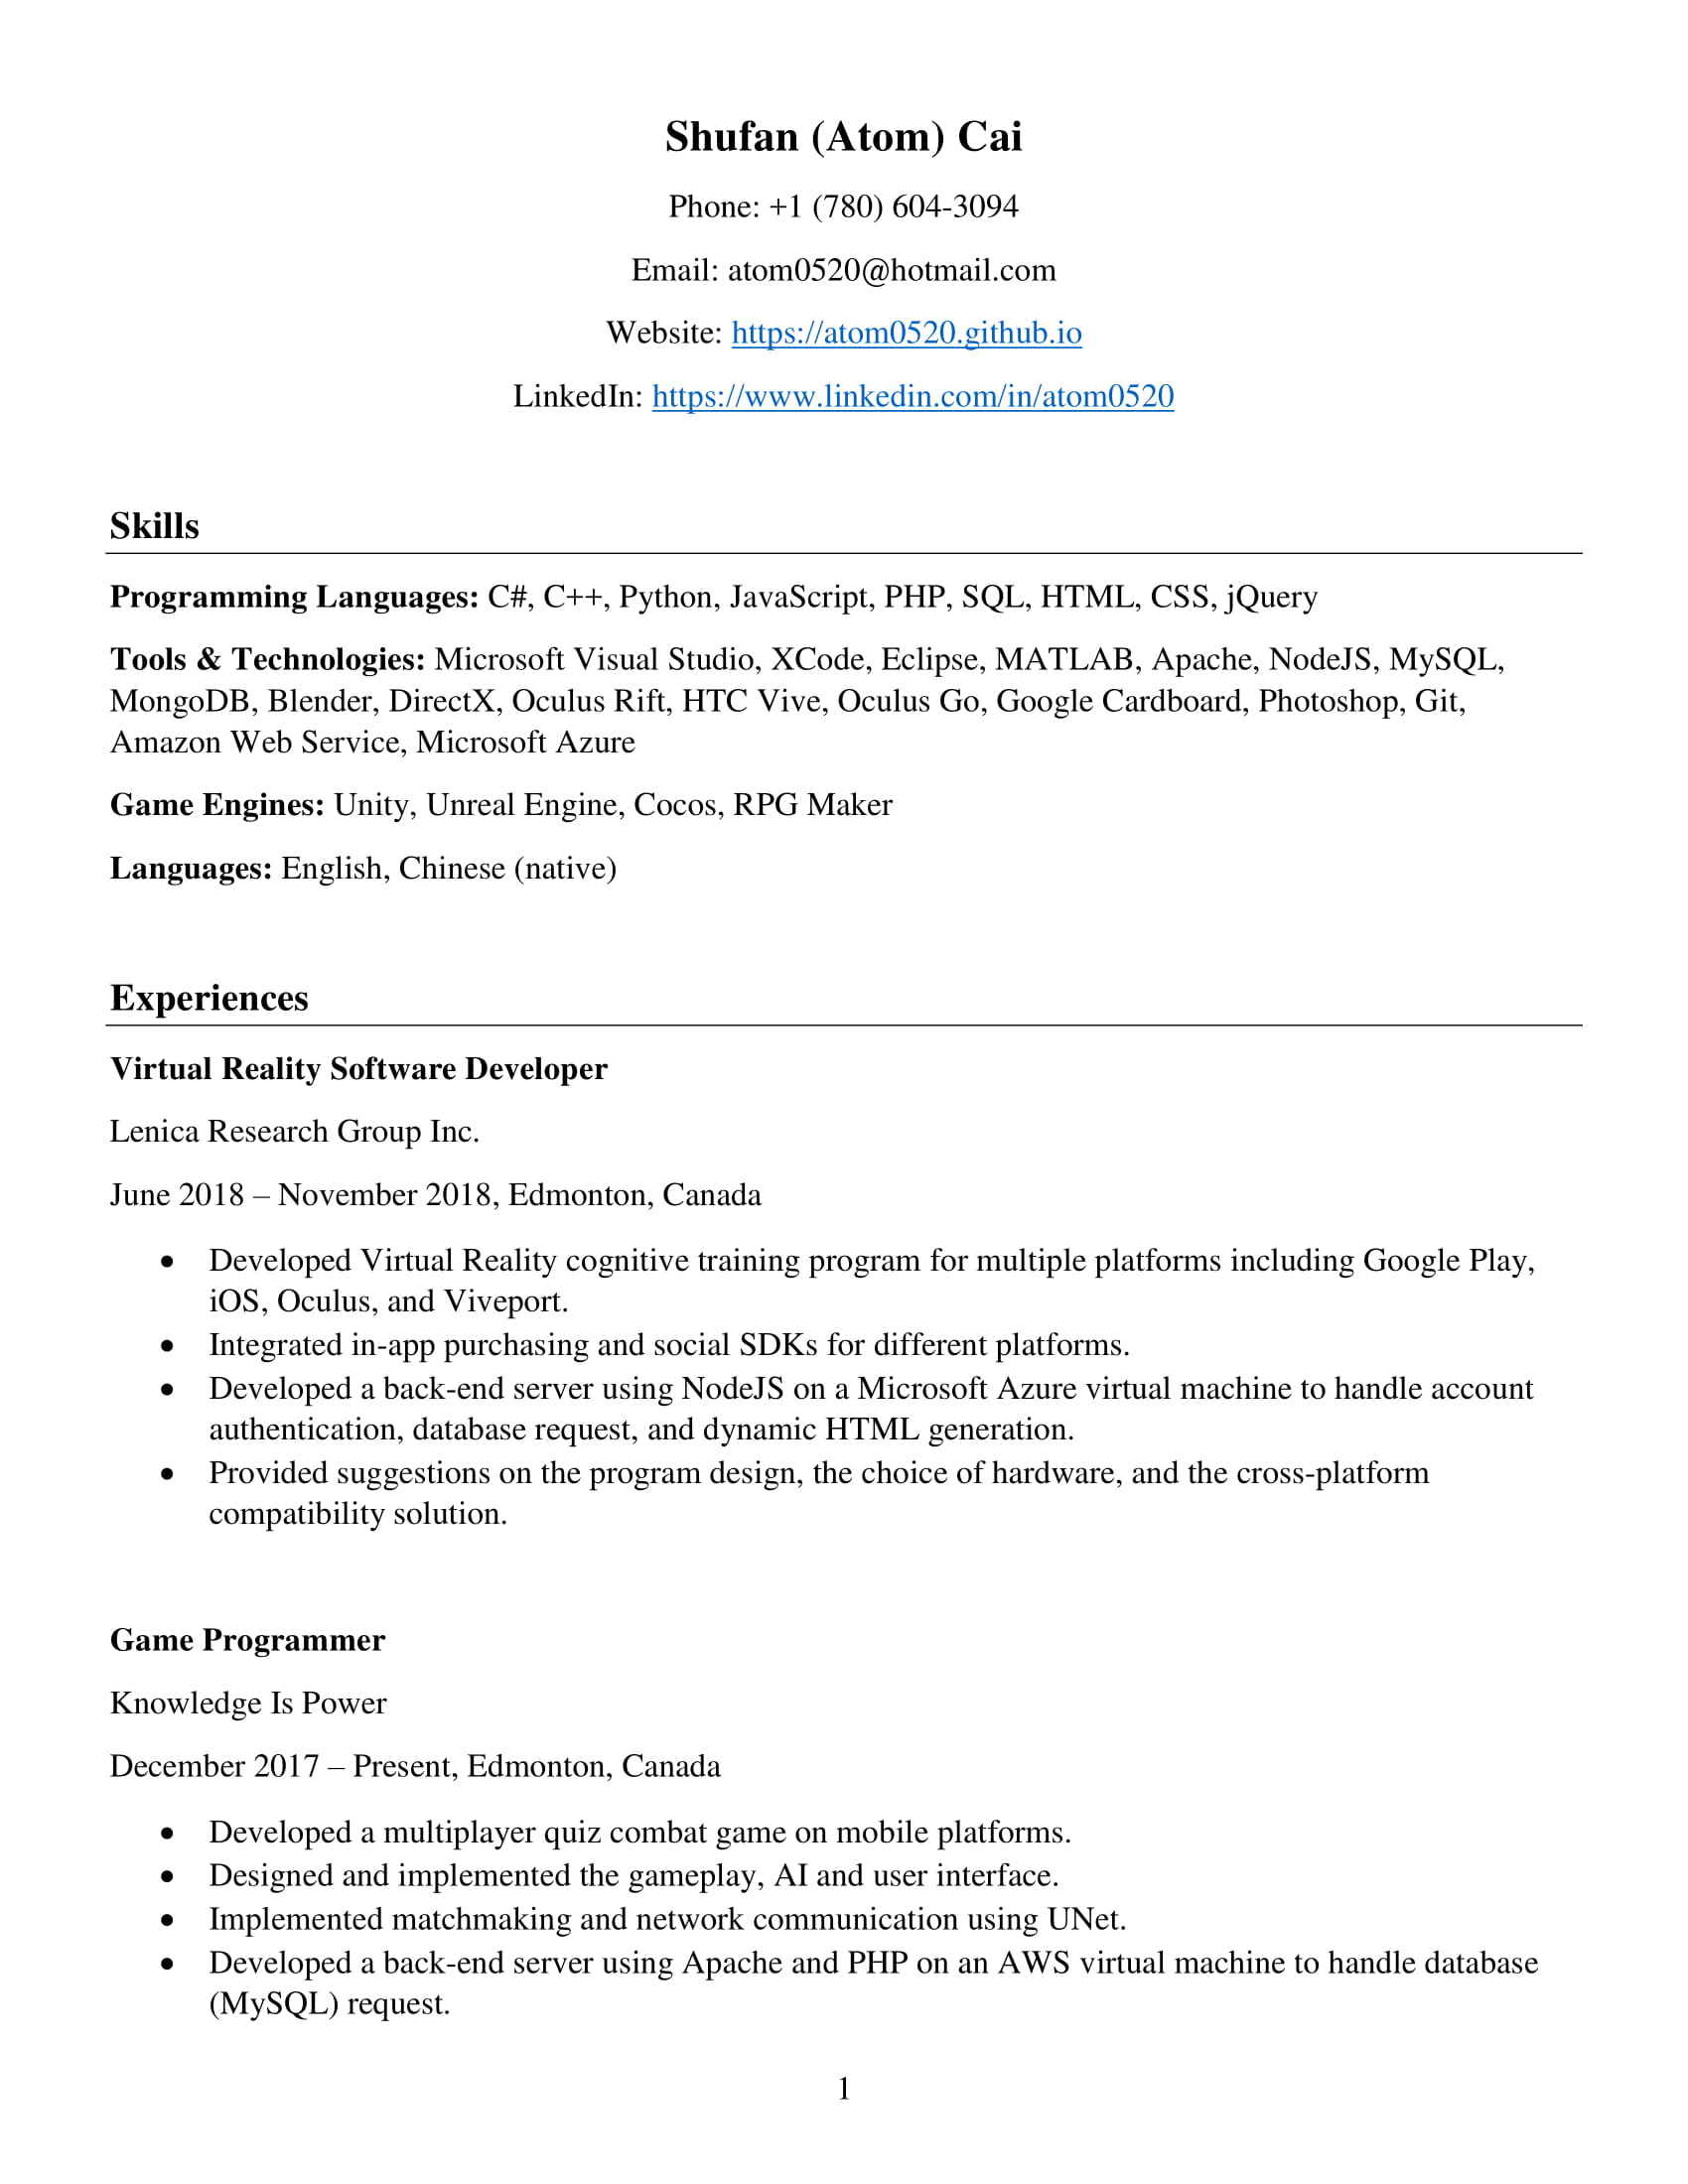 Shufan (Atom) Cai
Phone: +1 (780) 604-3094
Email: atom0520@hotmail.com
Website: https://atom0520.github.io
LinkedIn: https://www.linkedin.com/in/atom0520
Skills
Programming Languages: C#, C++, Python, JavaScript, PHP, SQL, HTML, CSS, jQuery
Tools & Technologies: Microsoft Visual Studio, XCode, Eclipse, MATLAB, Apache, NodeJS, MySQL,
MongoDB, Blender, DirectX, Oculus Rift, HTC Vive, Oculus Go, Google Cardboard, Photoshop, Git,
Amazon Web Service, Microsoft Azure
Game Engines: Unity, Unreal Engine, Cocos, RPG Maker
Languages: English, Chinese (native)
Experiences
Virtual Reality Software Developer
Lenica Research Group Inc.
June 2018 – November 2018, Edmonton, Canada
• Developed Virtual Reality cognitive training program for multiple platforms including Google Play,
iOS, Oculus, and Viveport.
• Integrated in-app purchasing and social SDKs for different platforms.
• Developed a back-end server using NodeJS on a Microsoft Azure virtual machine to handle account
authentication, database request, and dynamic HTML generation.
• Provided suggestions on the program design, the choice of hardware, and the cross-platform
compatibility solution.
Game Programmer
Knowledge Is Power
December 2017 – Present, Edmonton, Canada
• Developed a multiplayer quiz combat game on mobile platforms.
• Designed and implemented the gameplay, AI and user interface.
• Implemented matchmaking and network communication using UNet.
• Developed a back-end server using Apache and PHP on an AWS virtual machine to handle database
(MySQL) request.
1